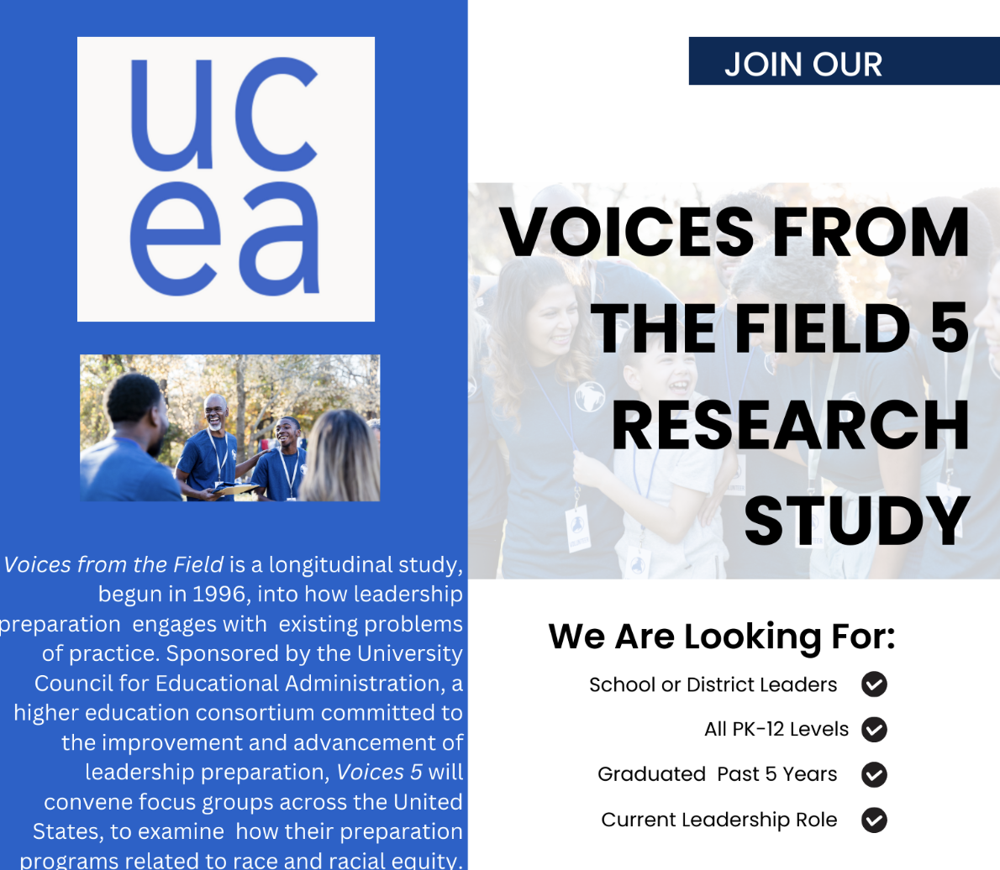 uc
ea
Voices from the Field is a longitudinal study,
begun in 1996, into how leadership
preparation engages with existing problems
of practice. Sponsored by the University
Council for Educational Administration, a
higher education consortium committed to
the improvement and advancement of
leadership preparation, Voices 5 will
convene focus groups across the United
States, to examine how their preparation
programs related to race and racial equity.
JOIN OUR
VOICES FROM
THE FIELD 5
RESEARCH
STUDY
We Are Looking For:
School or District Leaders
All PK-12 Levels
Graduated Past 5 Years
Current Leadership Role